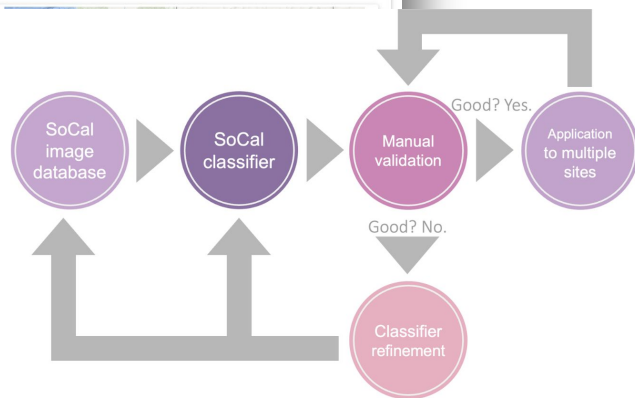 SoCal
image
database
SoCal
classifier
Manual
validation
Good? Yes.
Application
to multiple
sites
Good? No.
Classifier
refinement